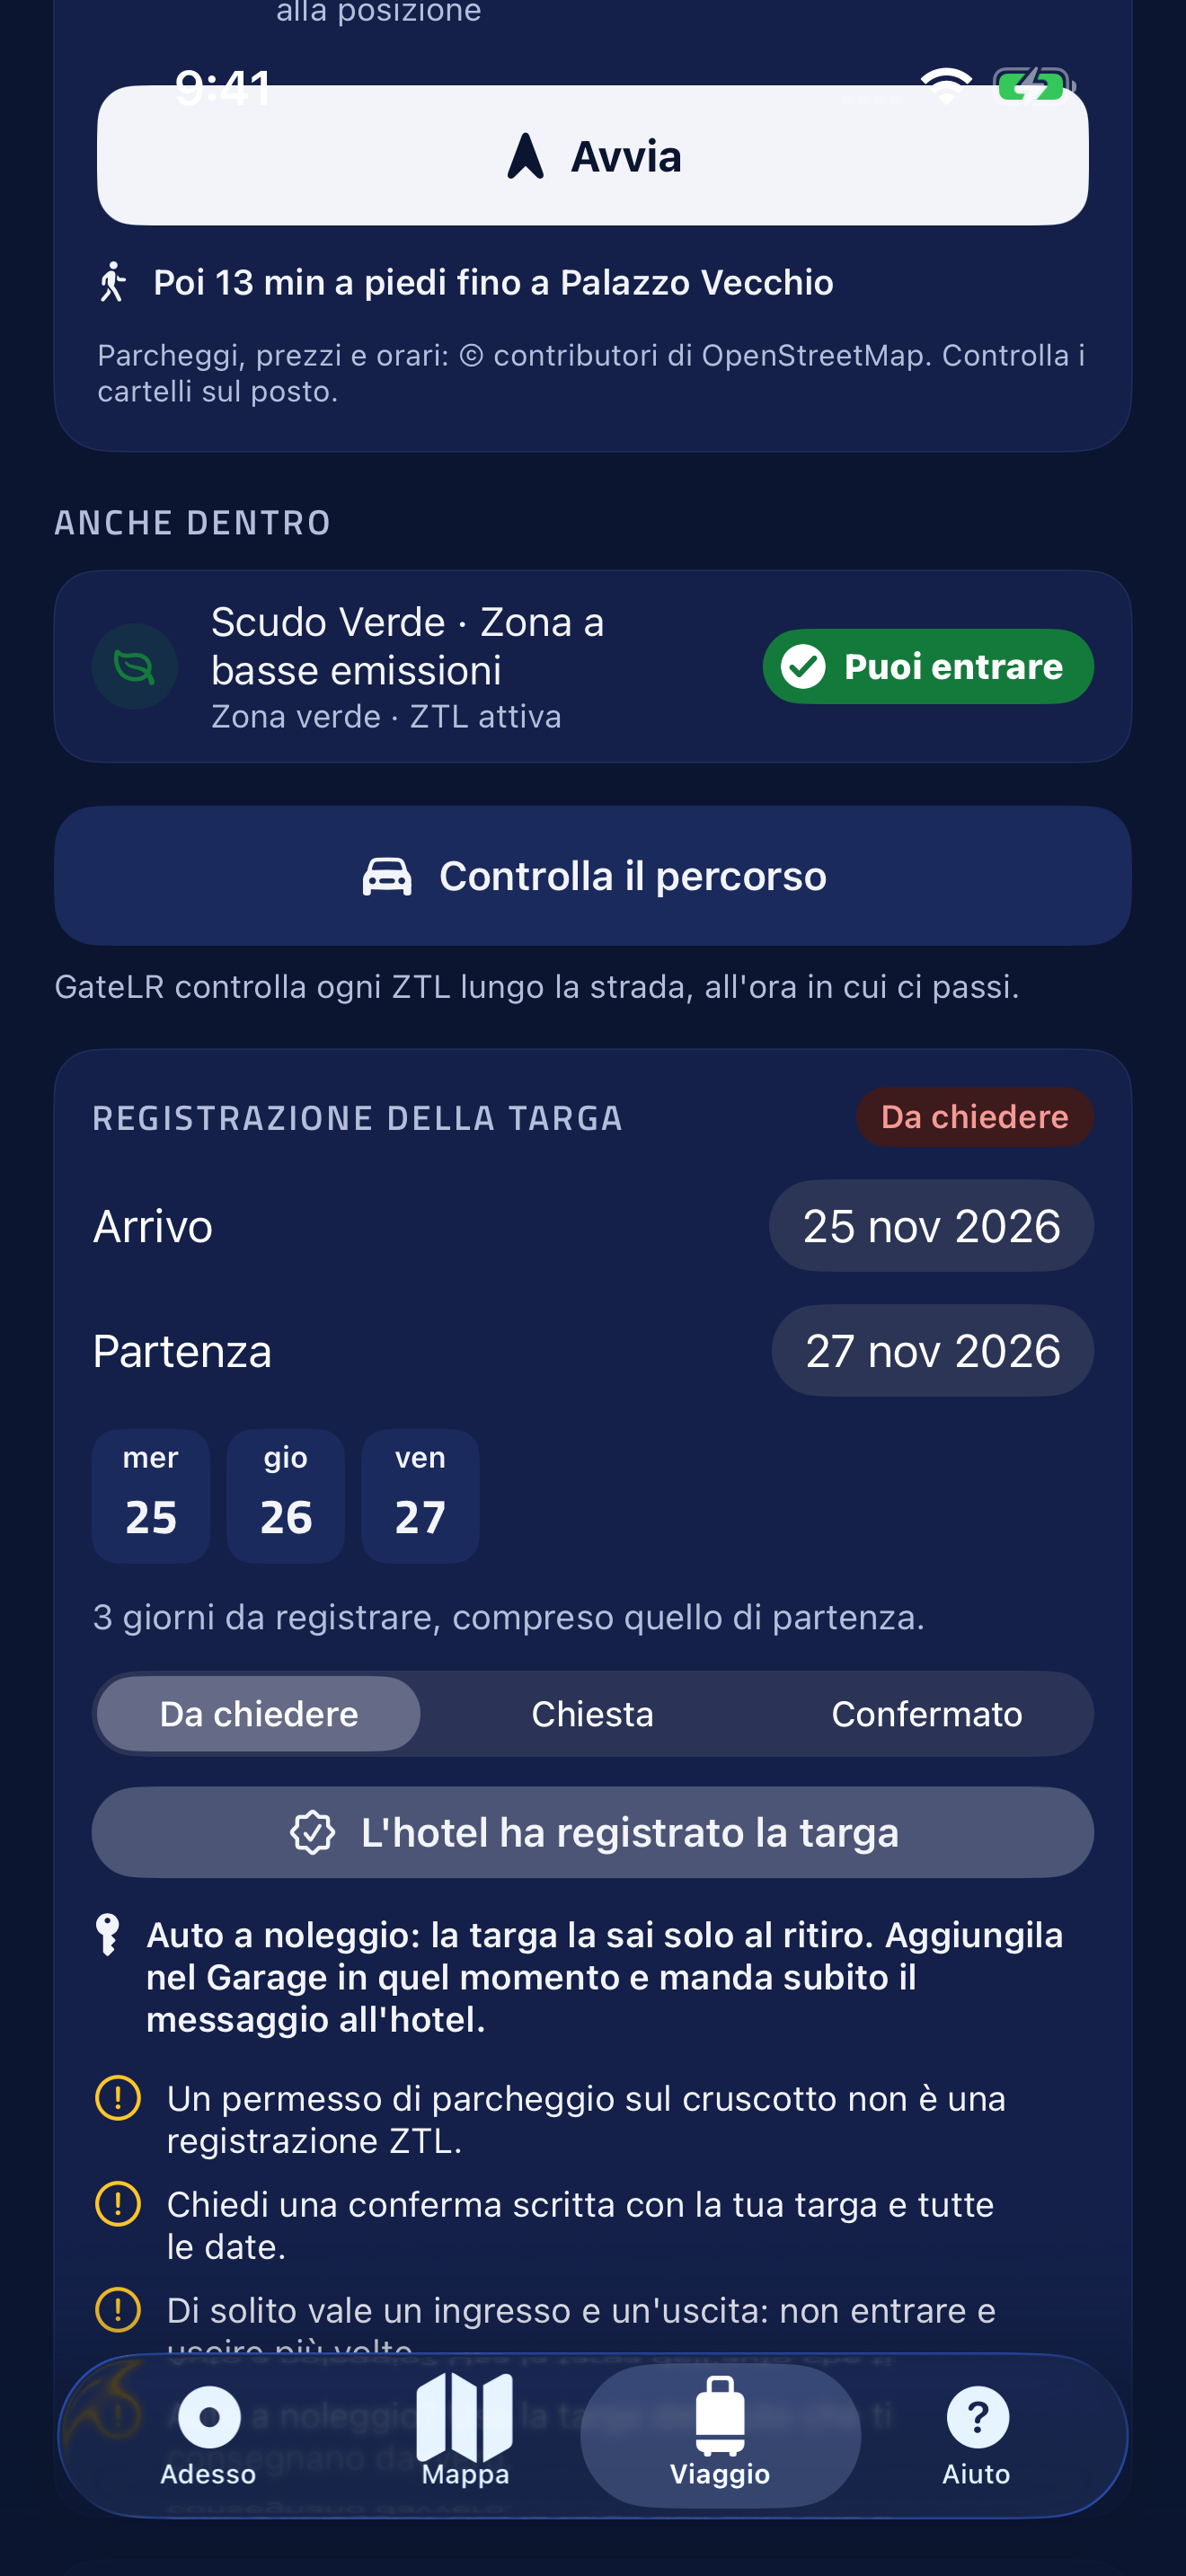 alla posizione
9:41
Avvia
Poi 13 min a piedi fino a Palazzo Vecchio
Parcheggi, prezzi e orari: © contributori di OpenStreetMap. Controlla i
cartelli sul posto.
ANCHE DENTRO
Scudo Verde · Zona a
basse emissioni
Zona verde · ZTL attiva
Puoi entrare
Controlla il percorso
GateLR controlla ogni ZTL lungo la strada, all'ora in cui ci passi.
REGISTRAZIONE DELLA TARGA
Da chiedere
Arrivo
25 nov 2026
Partenza
27 nov 2026
mer gio ven
25 26 27
3 giorni da registrare, compreso quello di partenza.
Da chiedere Chiesta Confermato
L'hotel ha registrato la targa
Auto a noleggio: la targa la sai solo al ritiro. Aggiungila
nel Garage in quel momento e manda subito il
messaggio all'hotel.
Un permesso di parcheggio sul cruscotto non è una
registrazione ZTL.
Chiedi una conferma scritta con la tua targa e tutte
le date.
Di solito vale un ingresso e un'uscita: non entrare e
uscire più volte.
Adesso Mappa Viaggio Aiuto